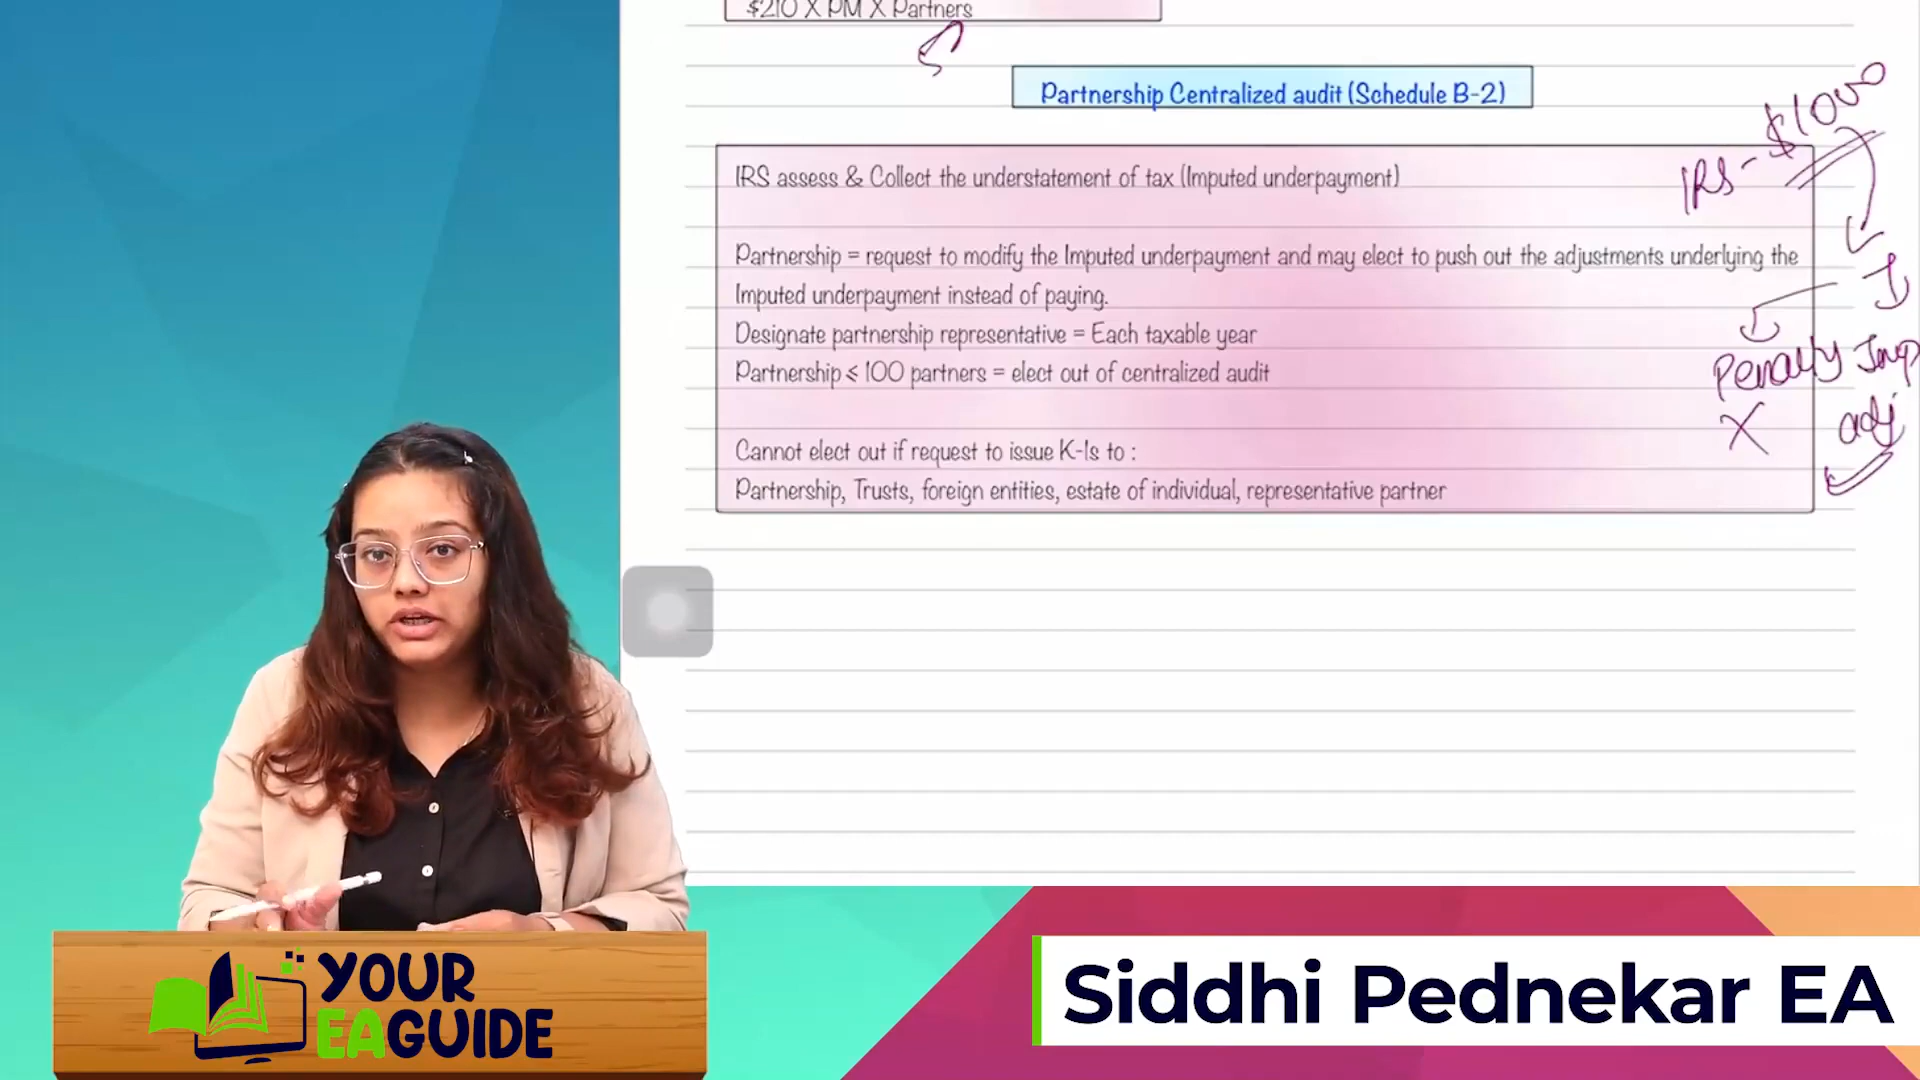 $210 X PM X Partners
5
Partnership Centralized audit (Schedule B-2)
IRS - $1000
IRS assess & Collect the understatement of tax (Imputed underpayment)
Partnership = request to modify the Imputed underpayment and may elect to push out the adjustments underlying the
Imputed underpayment instead of paying.
I
Designate partnership representative = Each taxable year
Penalty Imp
Partnership ≤ 100 partners = elect out of centralized audit
X adj
Cannot elect out if request to issue K-1s to :
Partnership, Trusts, foreign entities, estate of individual, representative partner
YOUR
EAGUIDE
Siddhi Pednekar EA